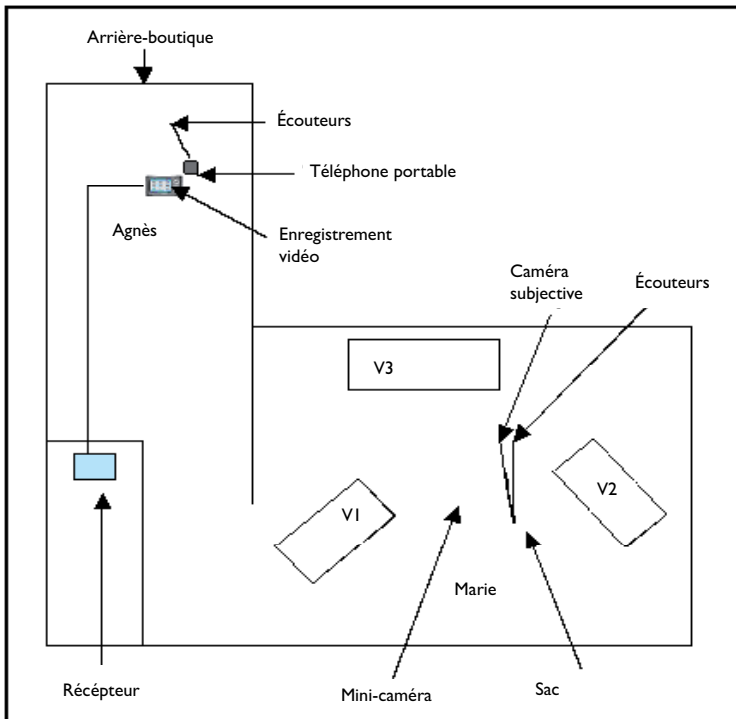 Arrière-boutique
Écouteurs
Téléphone portable
Agnès
Enregistrement
vidéo
Caméra
subjective
Écouteurs
V3
V2
V1
Marie
Récépteur
Mini-caméra
Sac